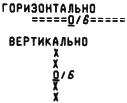 ГОРИЗОНТАЛЬНО
=====0/6=====
ВЕРТИКАЛЬНО
X
X
0/6
X
X
X